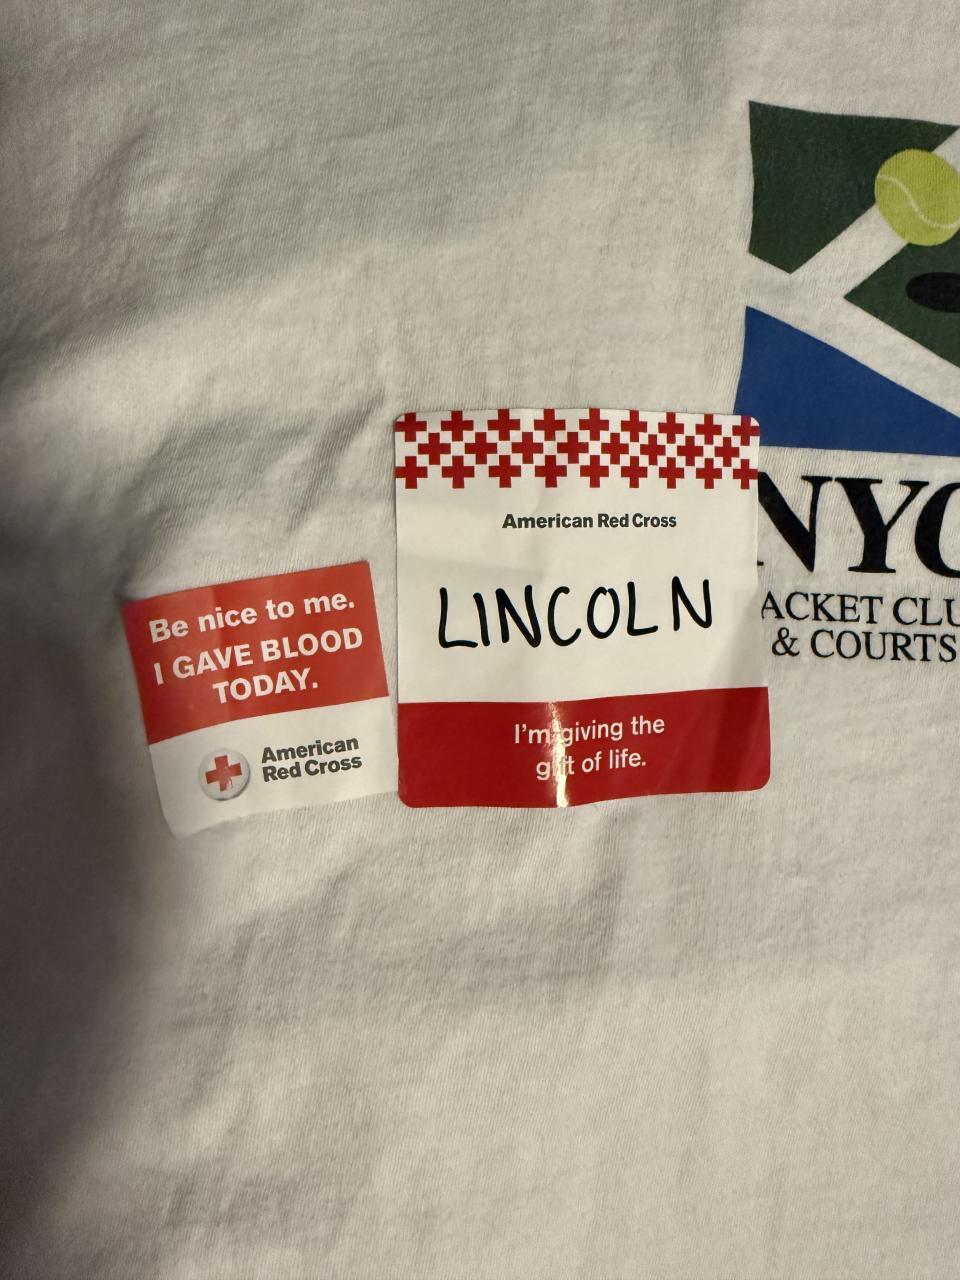 Be nice to me.
I GAVE BLOOD
TODAY.
American
Red Cross
American Red Cross
LINCOLN
I'm giving the
gift of life.
NYC
ACKET CLU
& COURTS